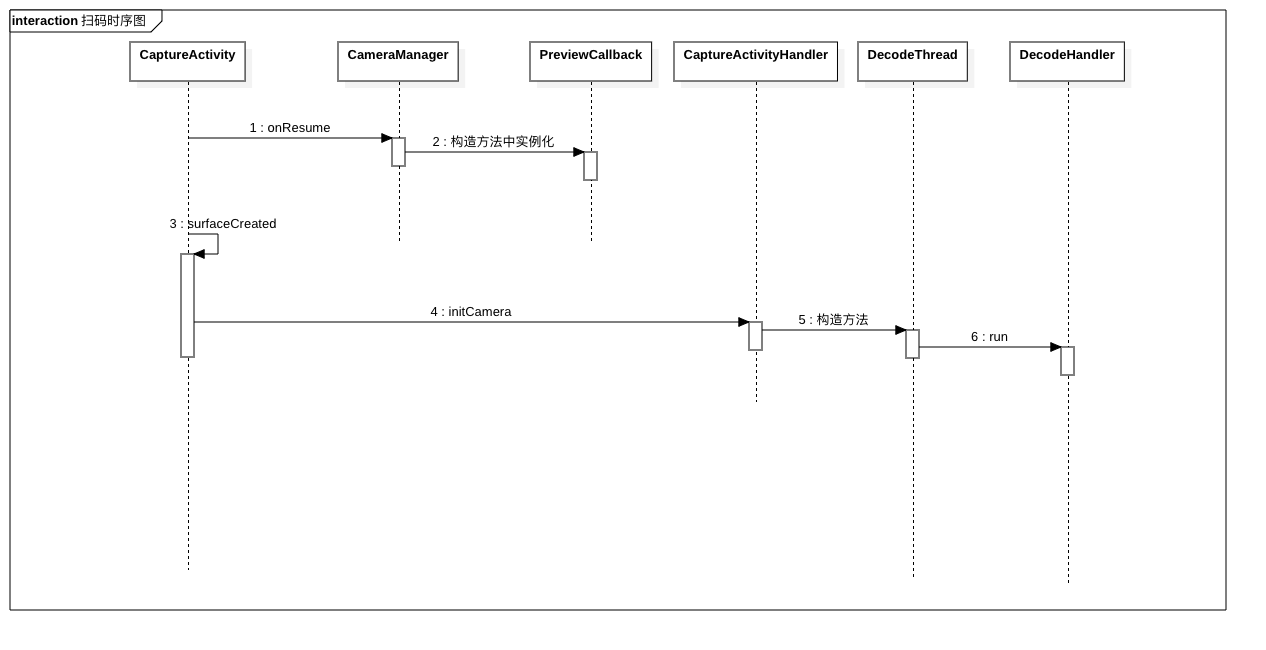 interaction 扫码时序图
CaptureActivity
CameraManager
PreviewCallback
CaptureActivityHandler
DecodeThread
DecodeHandler
1 : onResume
2 : 构造方法中实例化
3 : surfaceCreated
4 : initCamera
5 : 构造方法
6 : run